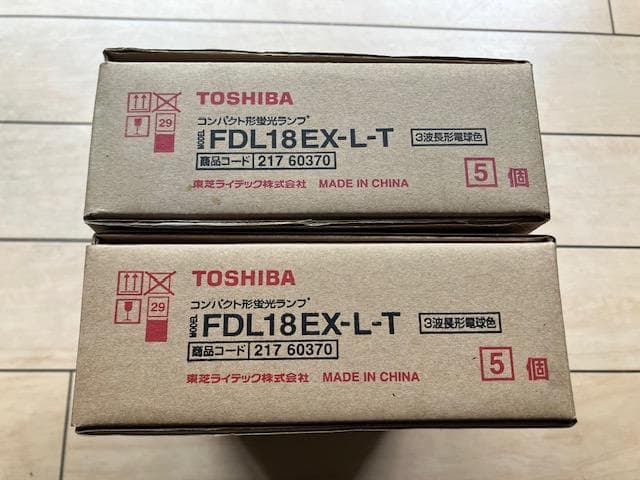 TOSHIBA
コンパクト形蛍光ランプ
29
MODEL FDL18EX-L-T 3波長形電球色
商品コード 217 60370
5個
東芝ライテック株式会社 MADE IN CHINA
TOSHIBA
コンパクト形蛍光ランプ
29
MODEL FDL18EX-L-T 3波長形電球色
商品コード 217 60370
5個
東芝ライテック株式会社 MADE IN CHINA